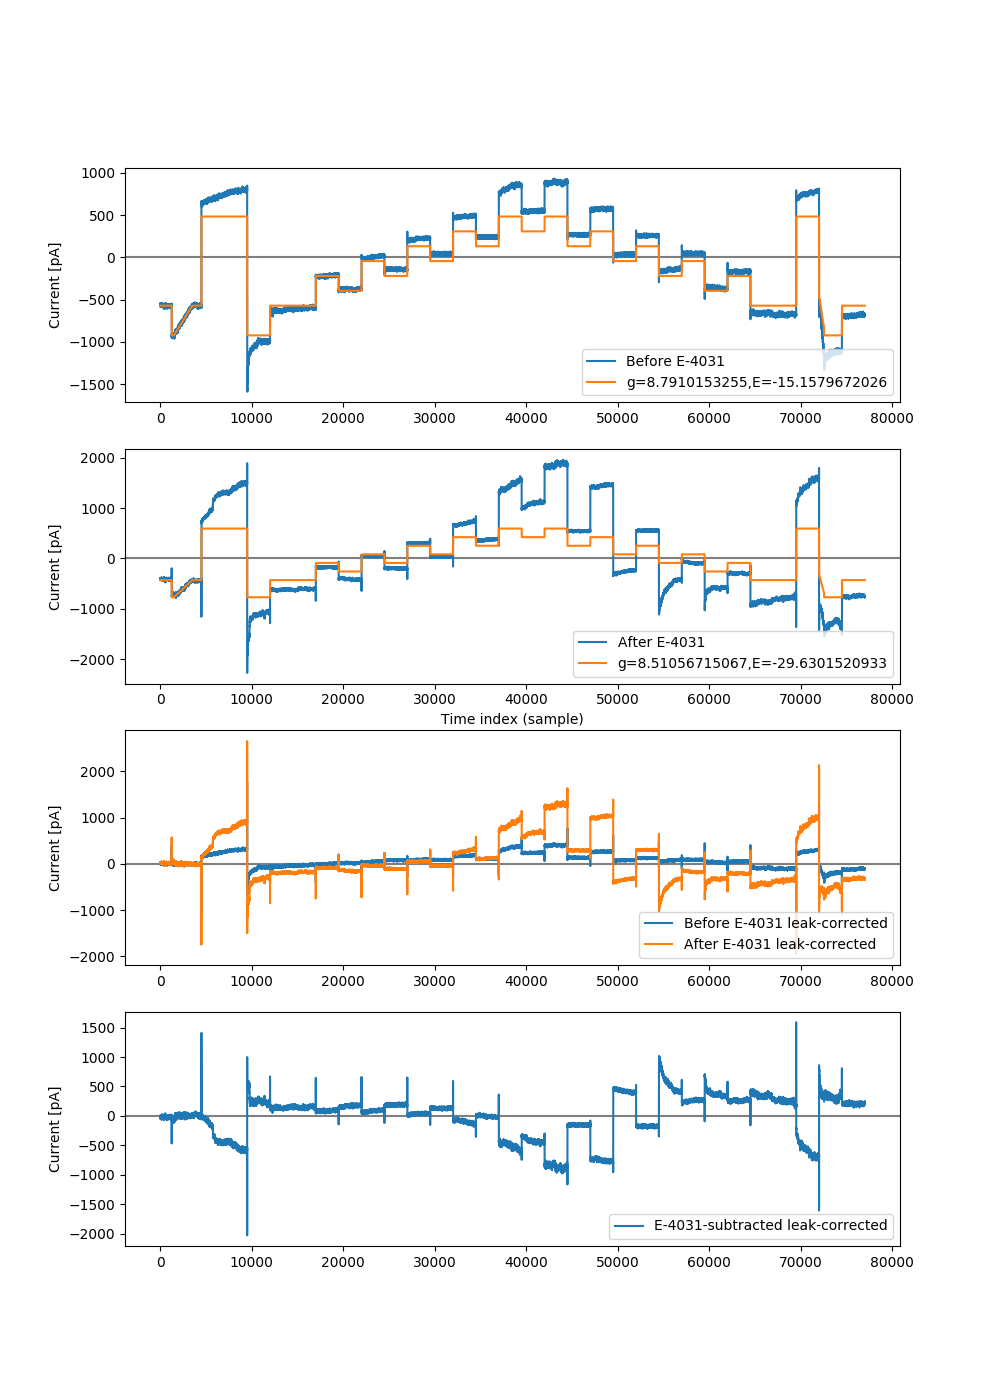 1000
500
0
−500
−1000
−1500
Current [pA]
Before E-4031
g=8.7910153255,E=-15.1579672026
0 10000 20000 30000 40000 50000 60000 70000 80000
2000
1000
0
−1000
−2000
Current [pA]
After E-4031
g=8.51056715067,E=-29.6301520933
0 10000 20000 30000 40000 50000 60000 70000 80000
Time index (sample)
2000
1000
0
−1000
−2000
Current [pA]
Before E-4031 leak-corrected
After E-4031 leak-corrected
0 10000 20000 30000 40000 50000 60000 70000 80000
1500
1000
500
0
−500
−1000
−1500
−2000
Current [pA]
E-4031-subtracted leak-corrected
0 10000 20000 30000 40000 50000 60000 70000 80000